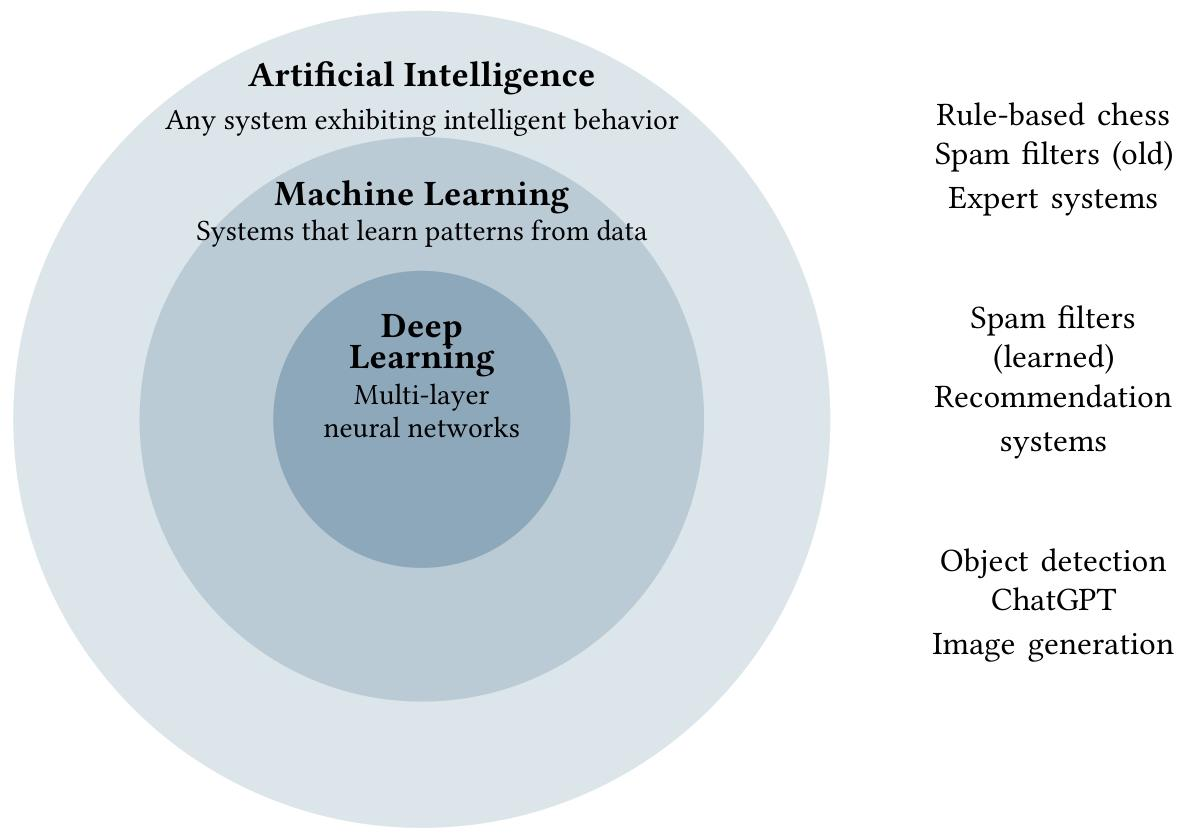 Artificial Intelligence
Any system exhibiting intelligent behavior
Machine Learning
Systems that learn patterns from data
Deep
Learning
Multi-layer
neural networks
Rule-based chess
Spam filters (old)
Expert systems
Spam filters
(learned)
Recommendation
systems
Object detection
ChatGPT
Image generation